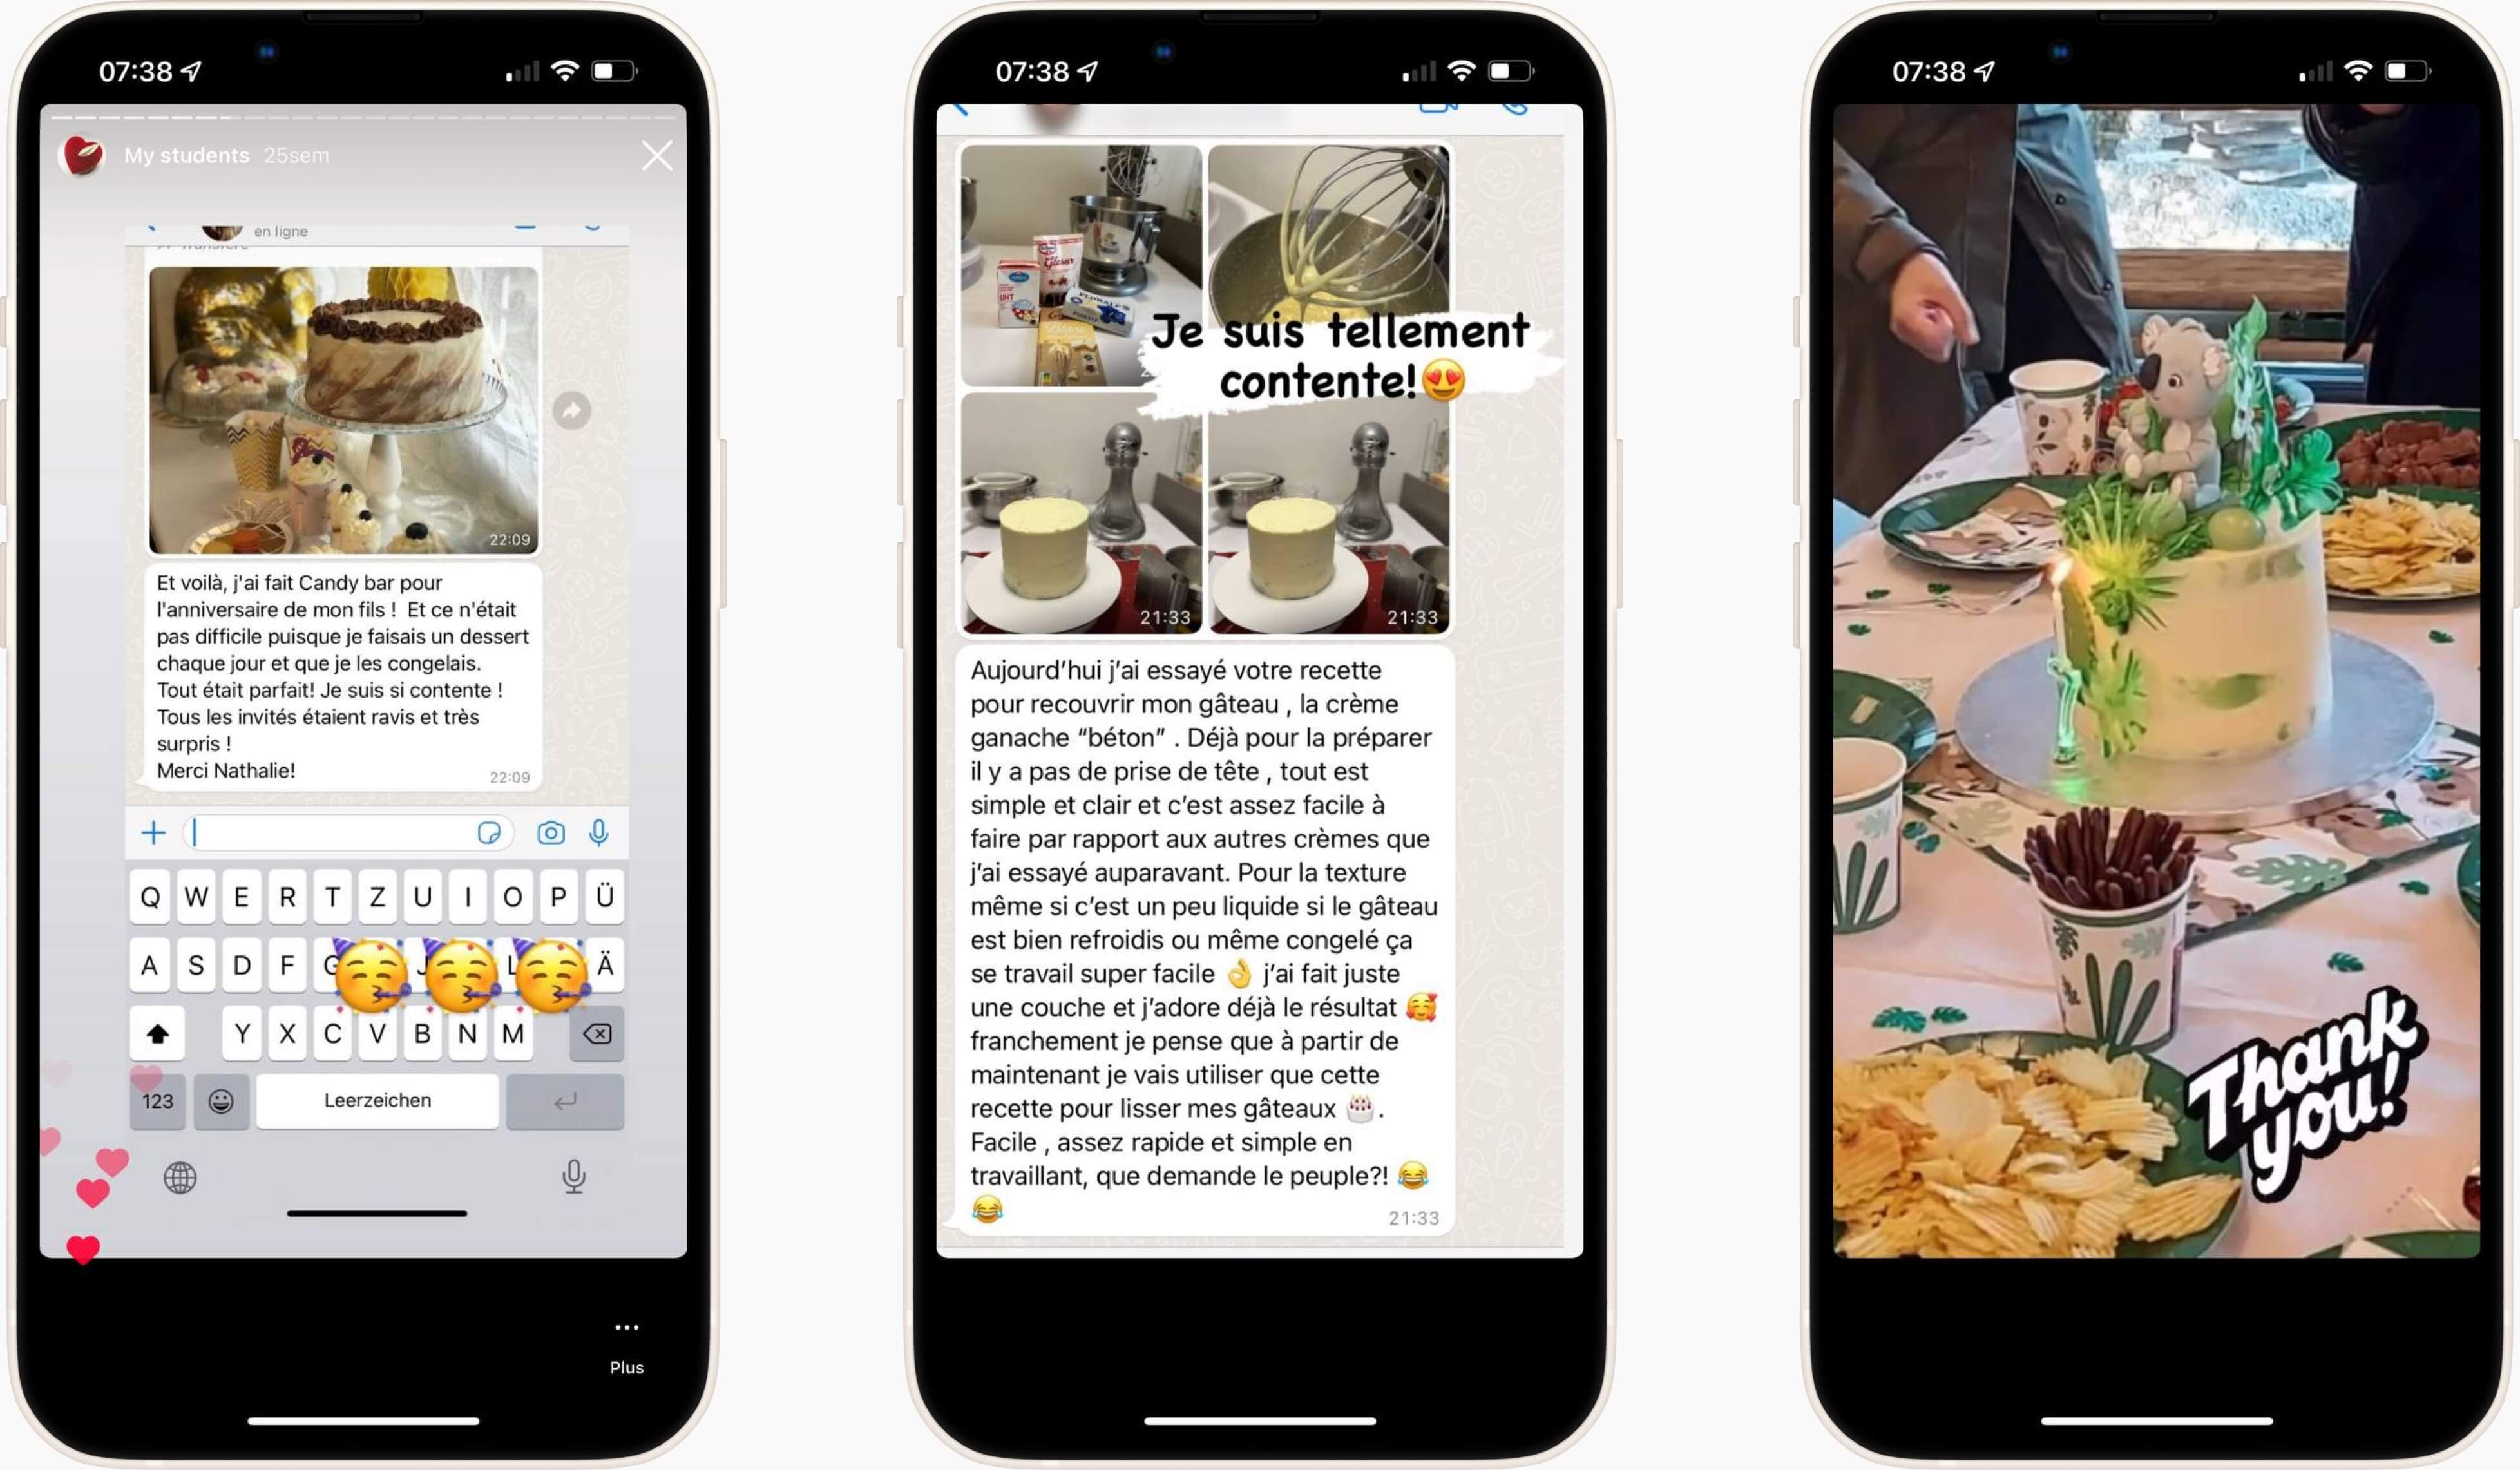 07:38
My students 25sem
en ligne
22:09
Et voilà, j'ai fait Candy bar pour
l'anniversaire de mon fils ! Et ce n'était
pas difficile puisque je faisais un dessert
chaque jour et que je les congelais.
Tout était parfait! Je suis si contente !
Tous les invités étaient ravis et très
surpris !
Merci Nathalie!
22:09
Q W E R T Z U I O P Ü
A S D F G J L Ä
Y X C V B N M
123
Leerzeichen
Plus
07:38
UHT
Je suis tellement
contente!😍
21:33
21:33
Aujourd’hui j’ai essayé votre recette
pour recouvrir mon gâteau , la crème
ganache “béton” . Déjà pour la préparer
il y a pas de prise de tête , tout est
simple et clair et c’est assez facile à
faire par rapport aux autres crèmes que
j’ai essayé auparavant. Pour la texture
même si c’est un peu liquide si le gâteau
est bien refroidis ou même congelé ça
se travail super facile 👌 j’ai fait juste
une couche et j’adore déjà le résultat 🥰
franchement je pense que à partir de
maintenant je vais utiliser que cette
recette pour lisser mes gâteaux 🎂.
Facile , assez rapide et simple en
travaillant, que demande le peuple?! 😂
😂
21:33
07:38
Thank
you!